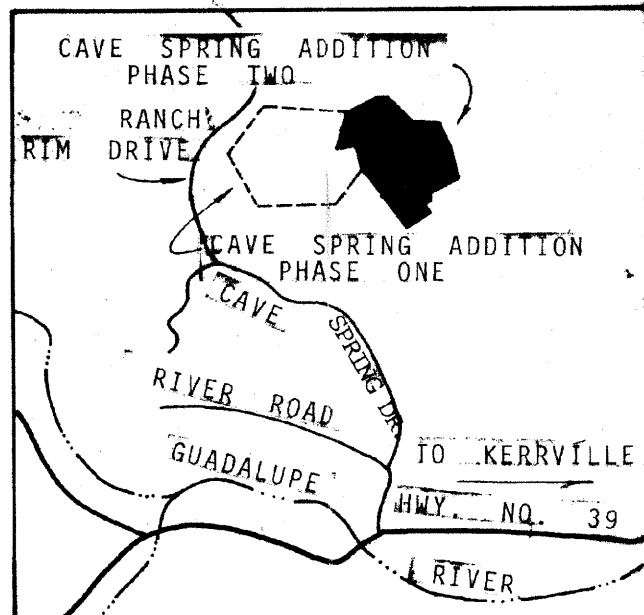 CAVE SPRING ADDITION
PHASE TWO
RANCH
RIM DRIVE
CAVE SPRING ADDITION
PHASE ONE
CAVE
SPRING DR
RIVER ROAD
GUADALUPE
TO KERRVILLE
HWY. NO. 39
RIVER